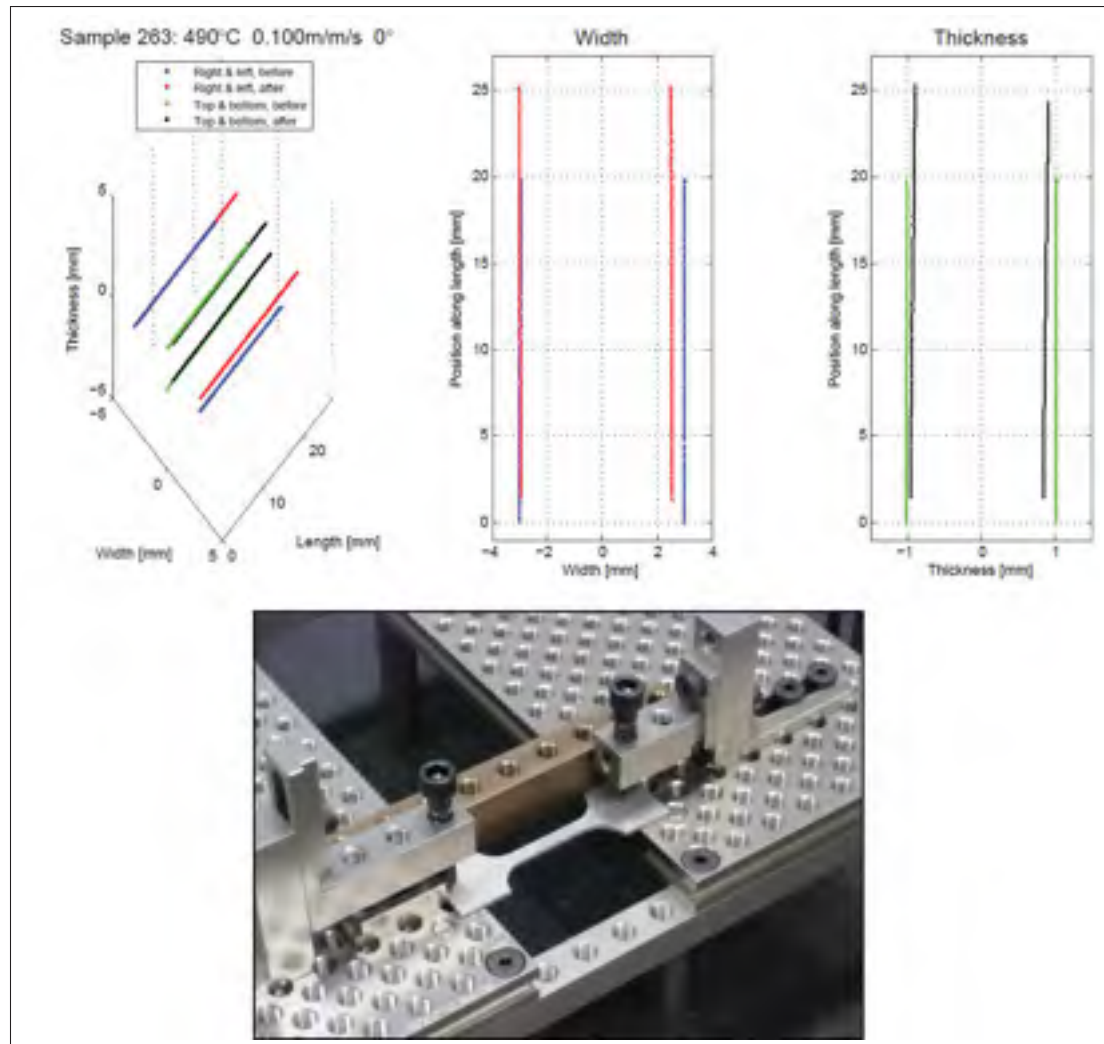 Sample 263: 490°C 0.100m/m/s 0°
Right & left, before
Right & left, after
Top & bottom, before
Top & bottom, after
5
0
−5
Thickness [mm]
−5
0
5
Width [mm]
0
10
20
Length [mm]
Width
25
20
15
10
5
0
Position along length [mm]
−4
−2
0
2
4
Width [mm]
Thickness
25
20
15
10
5
0
Position along length [mm]
−1
0
1
Thickness [mm]